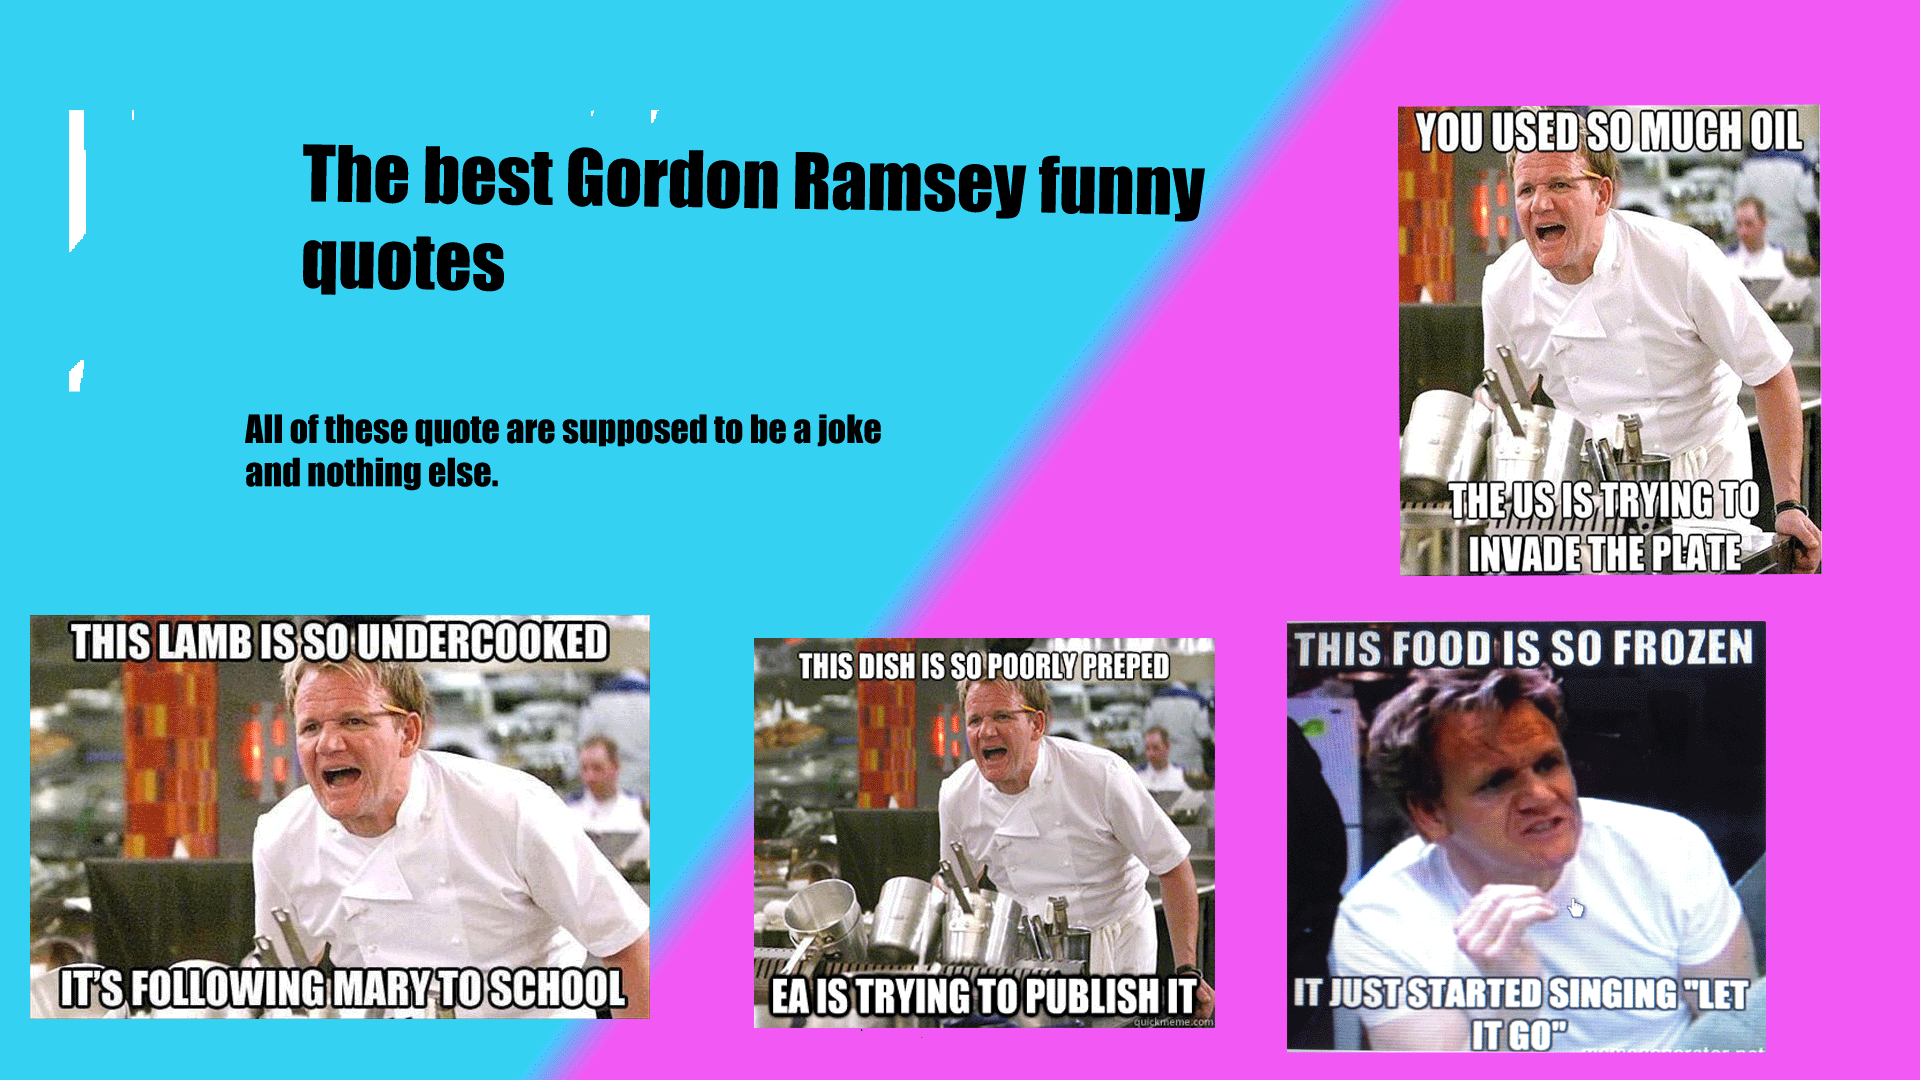 The best Gordon Ramsey funny
quotes
All of these quote are supposed to be a joke
and nothing else.
YOU USED SO MUCH OIL
THE US IS TRYING TO
INVADE THE PLATE
THIS LAMB IS SO UNDERCOOKED
IT'S FOLLOWING MARY TO SCHOOL
THIS DISH IS SO POORLY PREPED
EA IS TRYING TO PUBLISH IT
quickmeme.com
THIS FOOD IS SO FROZEN
IT JUST STARTED SINGING "LET
IT GO"